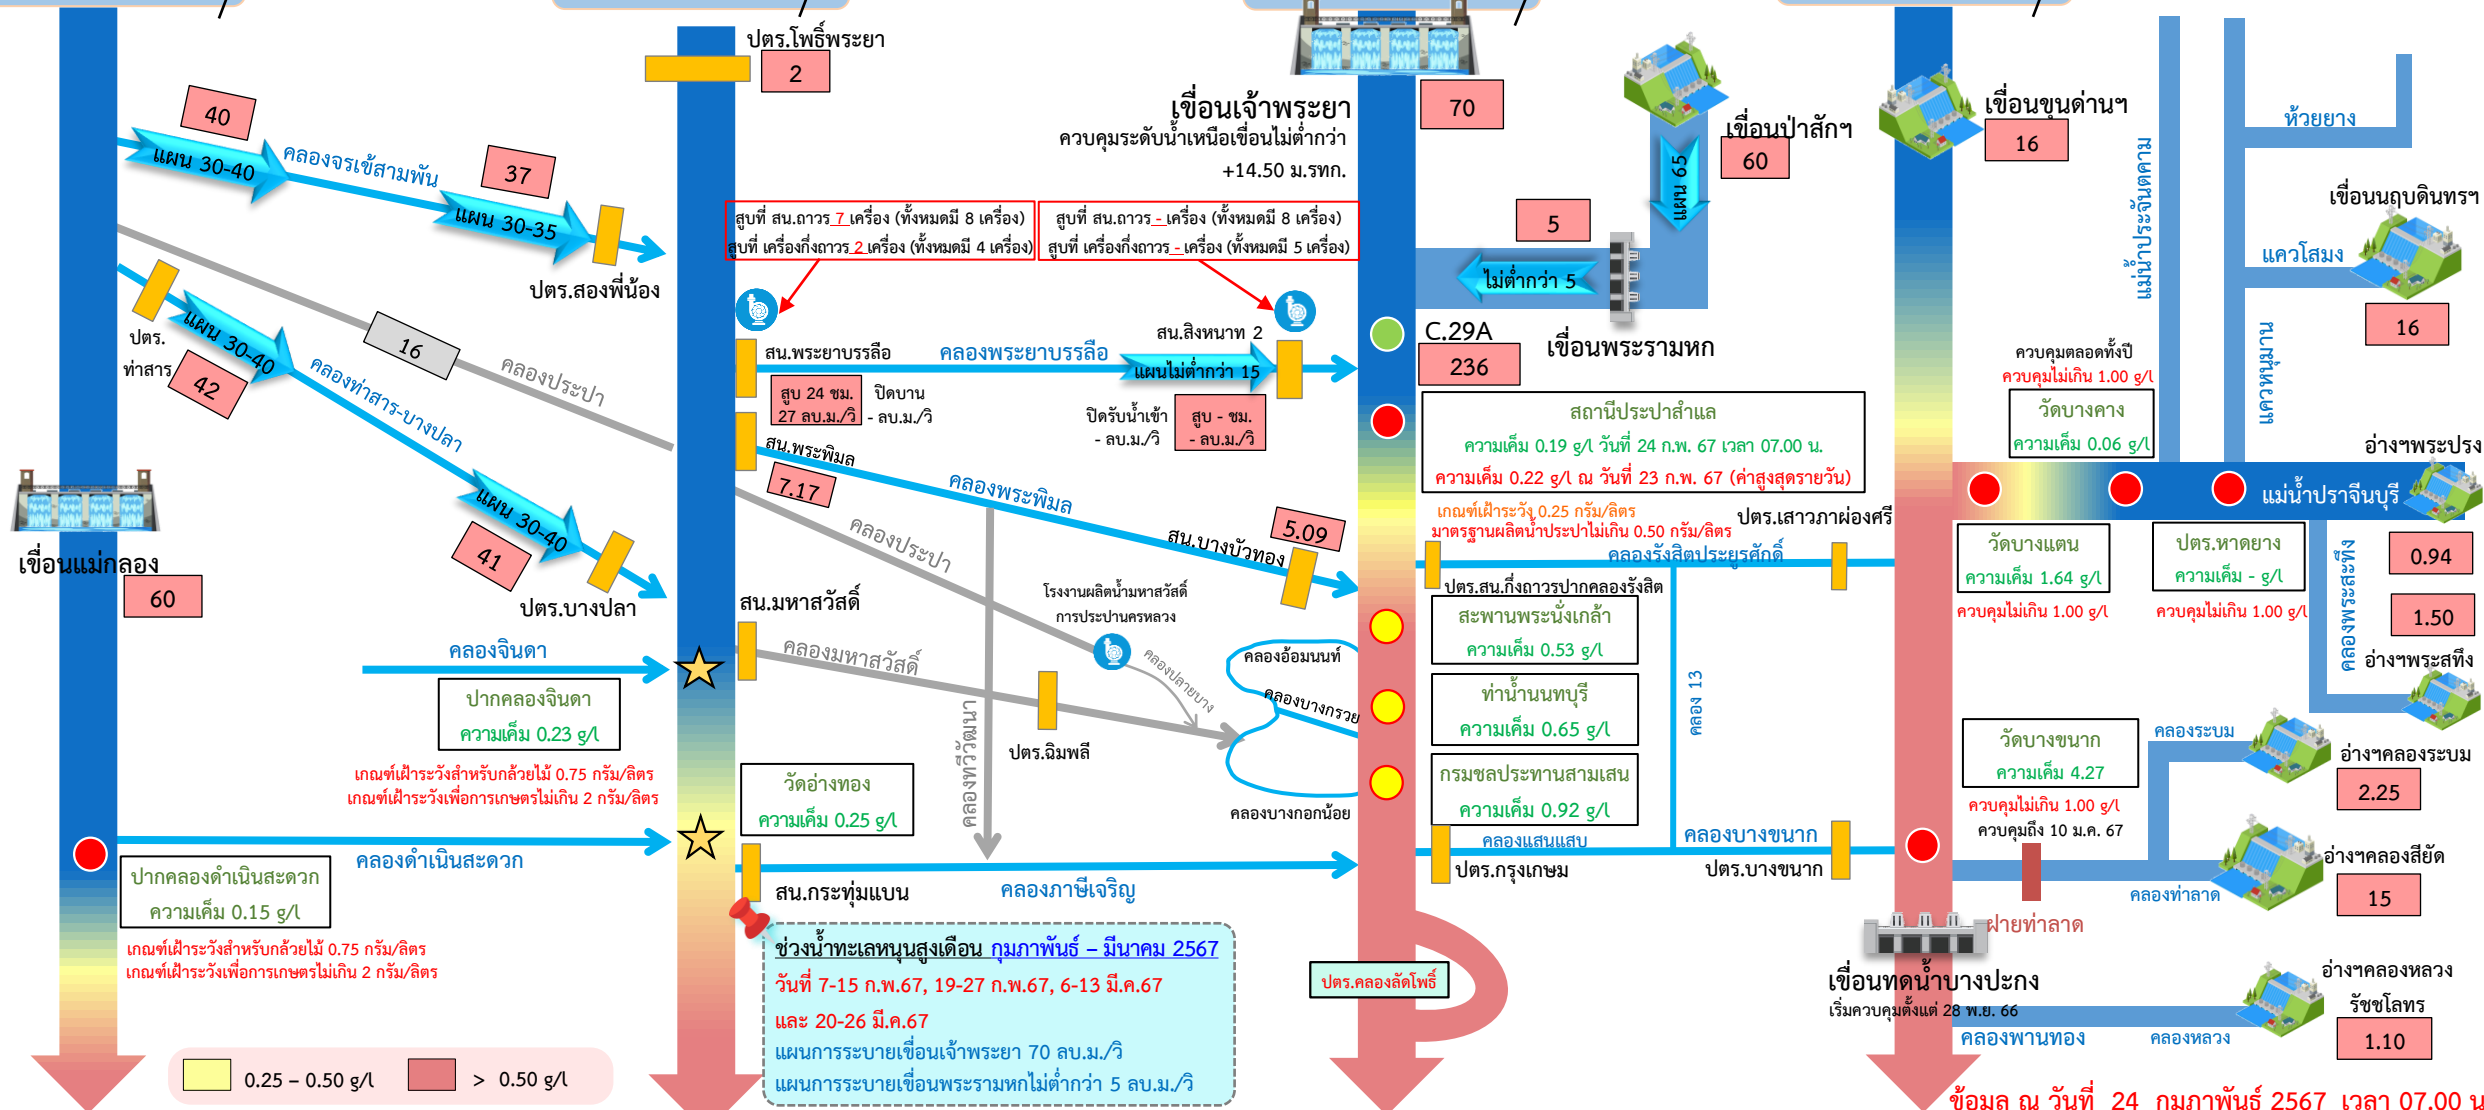 ปตร.โพธิ์พระยา
2
เขื่อนเจ้าพระยา
ควบคุมระดับน้ำเหนือเขื่อนไม่ต่ำกว่า
+14.50 ม.รทก.
70
เขื่อนป่าสักฯ
60
แผน 65
เขื่อนขุนด่านฯ
16
ห้วยยาง
แม่น้ำประจันตคาม
เขื่อนนฤบดินทรฯ
แควโสมง
16
แควหนุมาน
40
แผน 30-40
คลองจรเข้สามพัน
37
แผน 30-35
ปตร.สองพี่น้อง
ปตร.
ท่าสาร
แผน 30-40
42
16
คลองประปา
คลองท่าสาร-บางปลา
แผน 30-40
41
ปตร.บางปลา
สูบที่ สน.ถาวร 7 เครื่อง (ทั้งหมดมี 8 เครื่อง)
สูบที่ เครื่องกึ่งถาวร 2 เครื่อง (ทั้งหมดมี 4 เครื่อง)
สูบที่ สน.ถาวร - เครื่อง (ทั้งหมดมี 8 เครื่อง)
สูบที่ เครื่องกึ่งถาวร - เครื่อง (ทั้งหมดมี 5 เครื่อง)
5
ไม่ต่ำกว่า 5
เขื่อนพระรามหก
C.29A
236
สน.พระยาบรรลือ
คลองพระยาบรรลือ
สน.สิงหนาท 2
แผนไม่ต่ำกว่า 15
สูบ 24 ชม.
27 ลบ.ม./วิ
ปิดบาน
- ลบ.ม./วิ
ปิดรับน้ำเข้า
- ลบ.ม./วิ
สูบ - ชม.
- ลบ.ม./วิ
สน.พระพิมล
7.17
คลองพระพิมล
สน.บางบัวทอง
5.09
คลองประปา
สถานีประปาสำแล
ความเค็ม 0.19 g/l วันที่ 24 ก.พ. 67 เวลา 07.00 น.
ความเค็ม 0.22 g/l ณ วันที่ 23 ก.พ. 67 (ค่าสูงสุดรายวัน)
เกณฑ์เฝ้าระวัง 0.25 กรัม/ลิตร
มาตรฐานผลิตน้ำประปาไม่เกิน 0.50 กรัม/ลิตร
ปตร.เสาวภาผ่องศรี
คลองรังสิตประยูรศักดิ์
ปตร.สน.กึ่งถาวรปากคลองรังสิต
ควบคุมตลอดทั้งปี
ควบคุมไม่เกิน 1.00 g/l
วัดบางคาง
ความเค็ม 0.06 g/l
อ่างฯพระปรง
แม่น้ำปราจีนบุรี
0.94
วัดบางแตน
ความเค็ม 1.64 g/l
ควบคุมไม่เกิน 1.00 g/l
ปตร.หาดยาง
ความเค็ม - g/l
ควบคุมไม่เกิน 1.00 g/l
คลองพระสะทึง
1.50
อ่างฯพระสทึง
เขื่อนแม่กลอง
60
คลองจินดา
ปากคลองจินดา
ความเค็ม 0.23 g/l
เกณฑ์เฝ้าระวังสำหรับกล้วยไม้ 0.75 กรัม/ลิตร
เกณฑ์เฝ้าระวังเพื่อการเกษตรไม่เกิน 2 กรัม/ลิตร
สน.มหาสวัสดิ์
คลองมหาสวัสดิ์
โรงงานผลิตน้ำมหาสวัสดิ์
การประปานครหลวง
คลองปลายบาง
ปตร.ฉิมพลี
คลองทวีวัฒนา
คลองอ้อมนนท์
คลองบางกรวย
คลองบางกอกน้อย
สะพานพระนั่งเกล้า
ความเค็ม 0.53 g/l
ท่าน้ำนนทบุรี
ความเค็ม 0.65 g/l
กรมชลประทานสามเสน
ความเค็ม 0.92 g/l
คลอง 13
คลองแสนแสบ
ปตร.กรุงเกษม
คลองบางขนาก
ปตร.บางขนาก
วัดบางขนาก
ความเค็ม 4.27
ควบคุมไม่เกิน 1.00 g/l
ควบคุมถึง 10 ม.ค. 67
คลองระบม
อ่างฯคลองระบม
2.25
อ่างฯคลองสียัด
15
คลองท่าลาด
ฝายท่าลาด
คลองดำเนินสะดวก
ปากคลองดำเนินสะดวก
ความเค็ม 0.15 g/l
เกณฑ์เฝ้าระวังสำหรับกล้วยไม้ 0.75 กรัม/ลิตร
เกณฑ์เฝ้าระวังเพื่อการเกษตรไม่เกิน 2 กรัม/ลิตร
วัดอ่างทอง
ความเค็ม 0.25 g/l
สน.กระทุ่มแบน
คลองภาษีเจริญ
ช่วงน้ำทะเลหนุนสูงเดือน กุมภาพันธ์ – มีนาคม 2567
วันที่ 7-15 ก.พ.67, 19-27 ก.พ.67, 6-13 มี.ค.67
และ 20-26 มี.ค.67
แผนการระบายเขื่อนเจ้าพระยา 70 ลบ.ม./วิ
แผนการระบายเขื่อนพระรามหกไม่ต่ำกว่า 5 ลบ.ม./วิ
ปตร.คลองลัดโพธิ์
เขื่อนทดน้ำบางปะกง
เริ่มควบคุมตั้งแต่ 28 พ.ย. 66
คลองพานทอง
คลองหลวง
อ่างฯคลองหลวง
รัชชโลทร
1.10
0.25 – 0.50 g/l
> 0.50 g/l
ข้อมูล ณ วันที่ 24 กุมภาพันธ์ 2567 เวลา 07.00 น